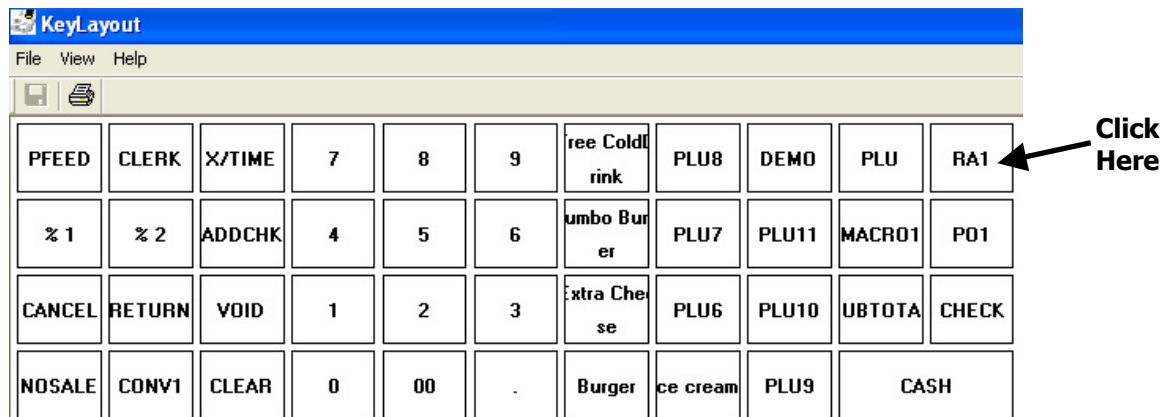 KeyLayout
File View Help
PFEED CLERK X/TIME 7 8 9 ree Cold PLU8 DEMO PLU RA1
rink
Click
Here
% 1 % 2 ADDCHK 4 5 6 umbo Bur PLU7 PLU11 MACRO1 PO1
er
CANCEL RETURN VOID 1 2 3 xtra Che PLU6 PLU10 UBTOTA CHECK
se
NOSALE CONV1 CLEAR 0 00 . Burger ce cream PLU9 CASH